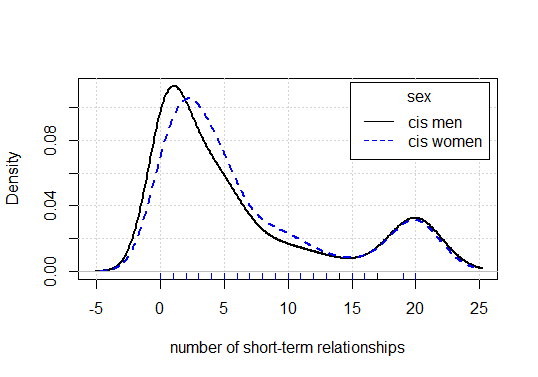 sex
cis men
cis women
Density
0.08
0.04
0.00
-5 0 5 10 15 20 25
number of short-term relationships